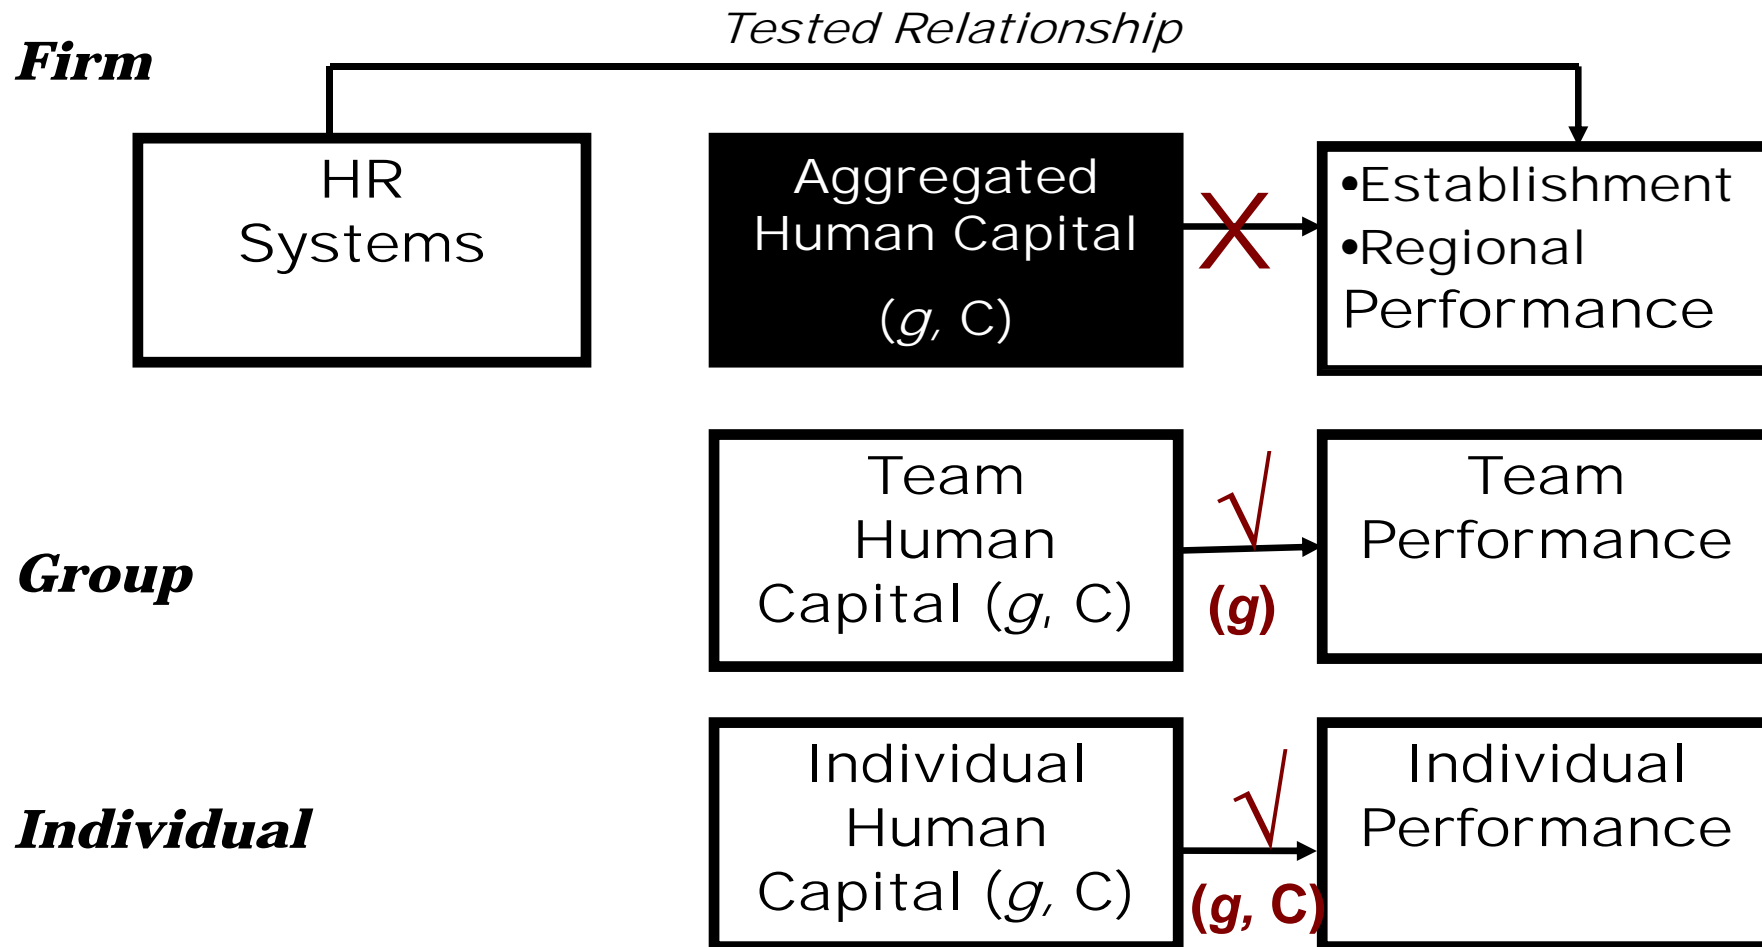 Tested Relationship
Firm
HR
Systems
Aggregated
Human Capital
(g, C)
X
•Establishment
•Regional
Performance
Group
Team
Human
Capital (g, C)
√
(g)
Team
Performance
Individual
Individual
Human
Capital (g, C)
√
(g, C)
Individual
Performance